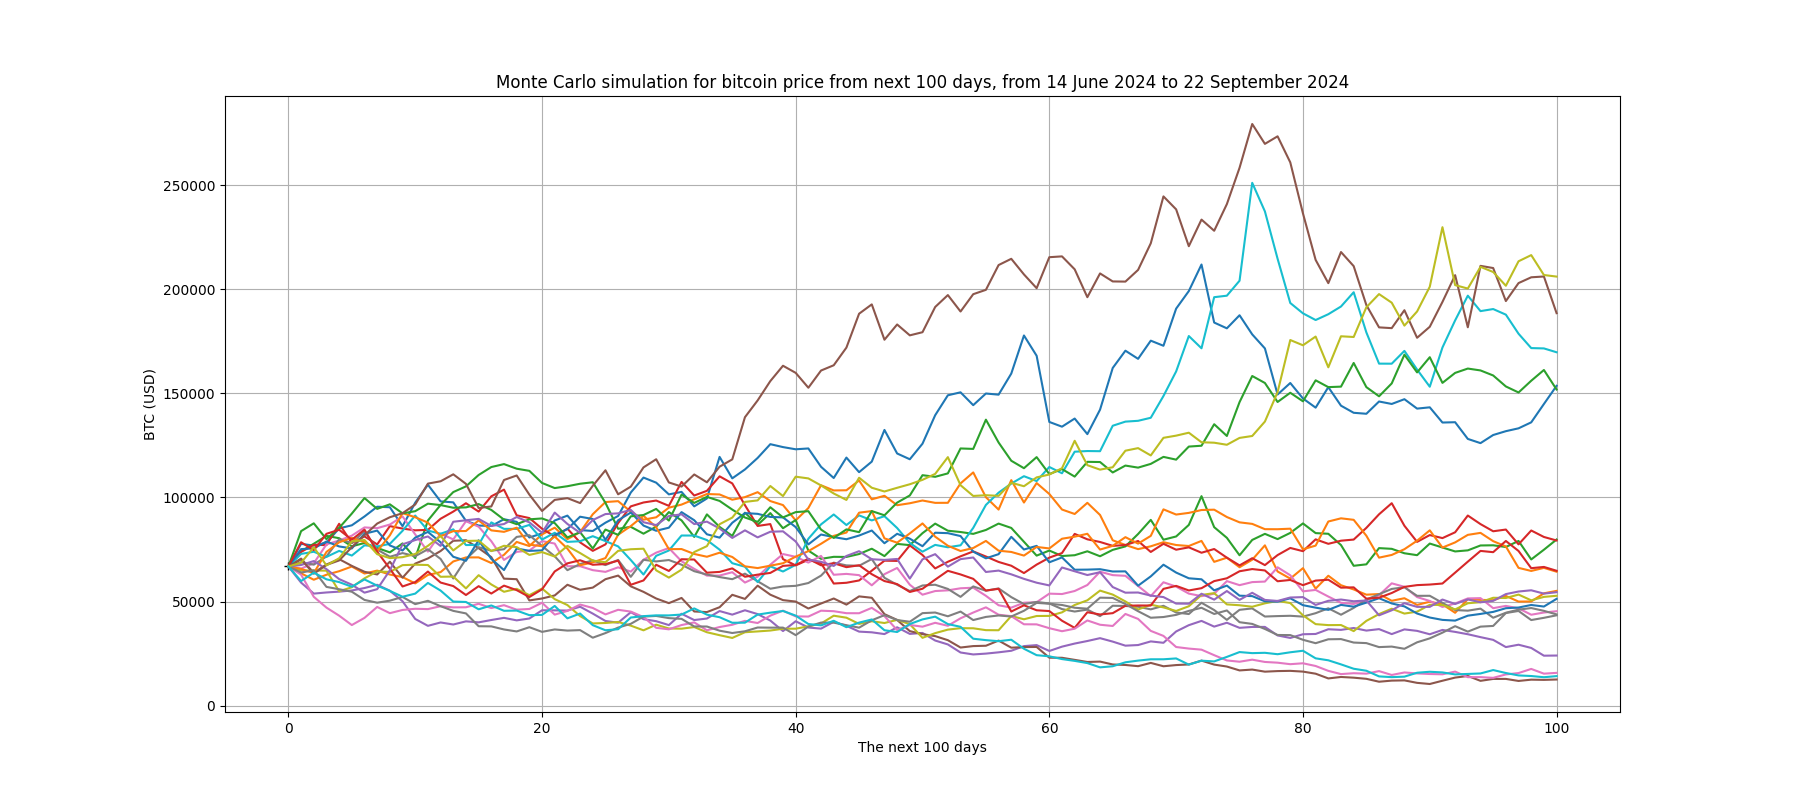 Monte Carlo simulation for bitcoin price from next 100 days, from 14 June 2024 to 22 September 2024
BTC (USD)
250000
200000
150000
100000
50000
0
0 20 40 60 80 100
The next 100 days